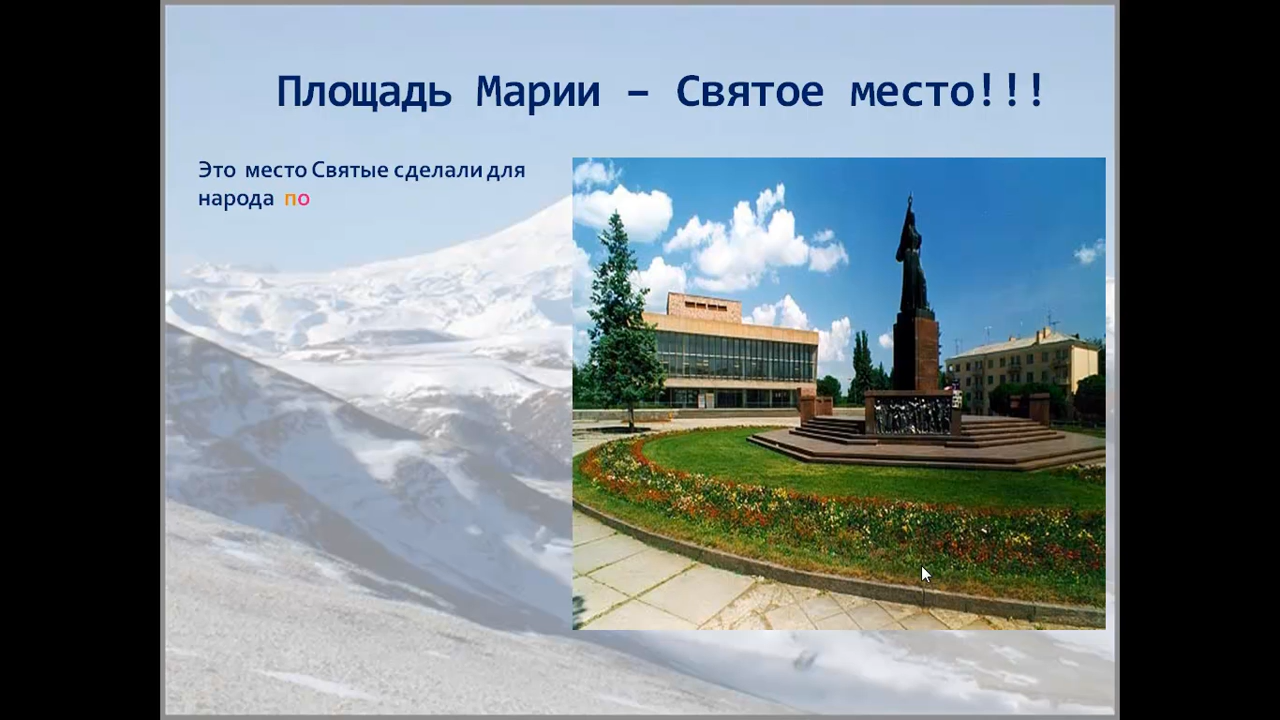 Площадь Марии – Святое место!!!
Это место Святые сделали для
народа по